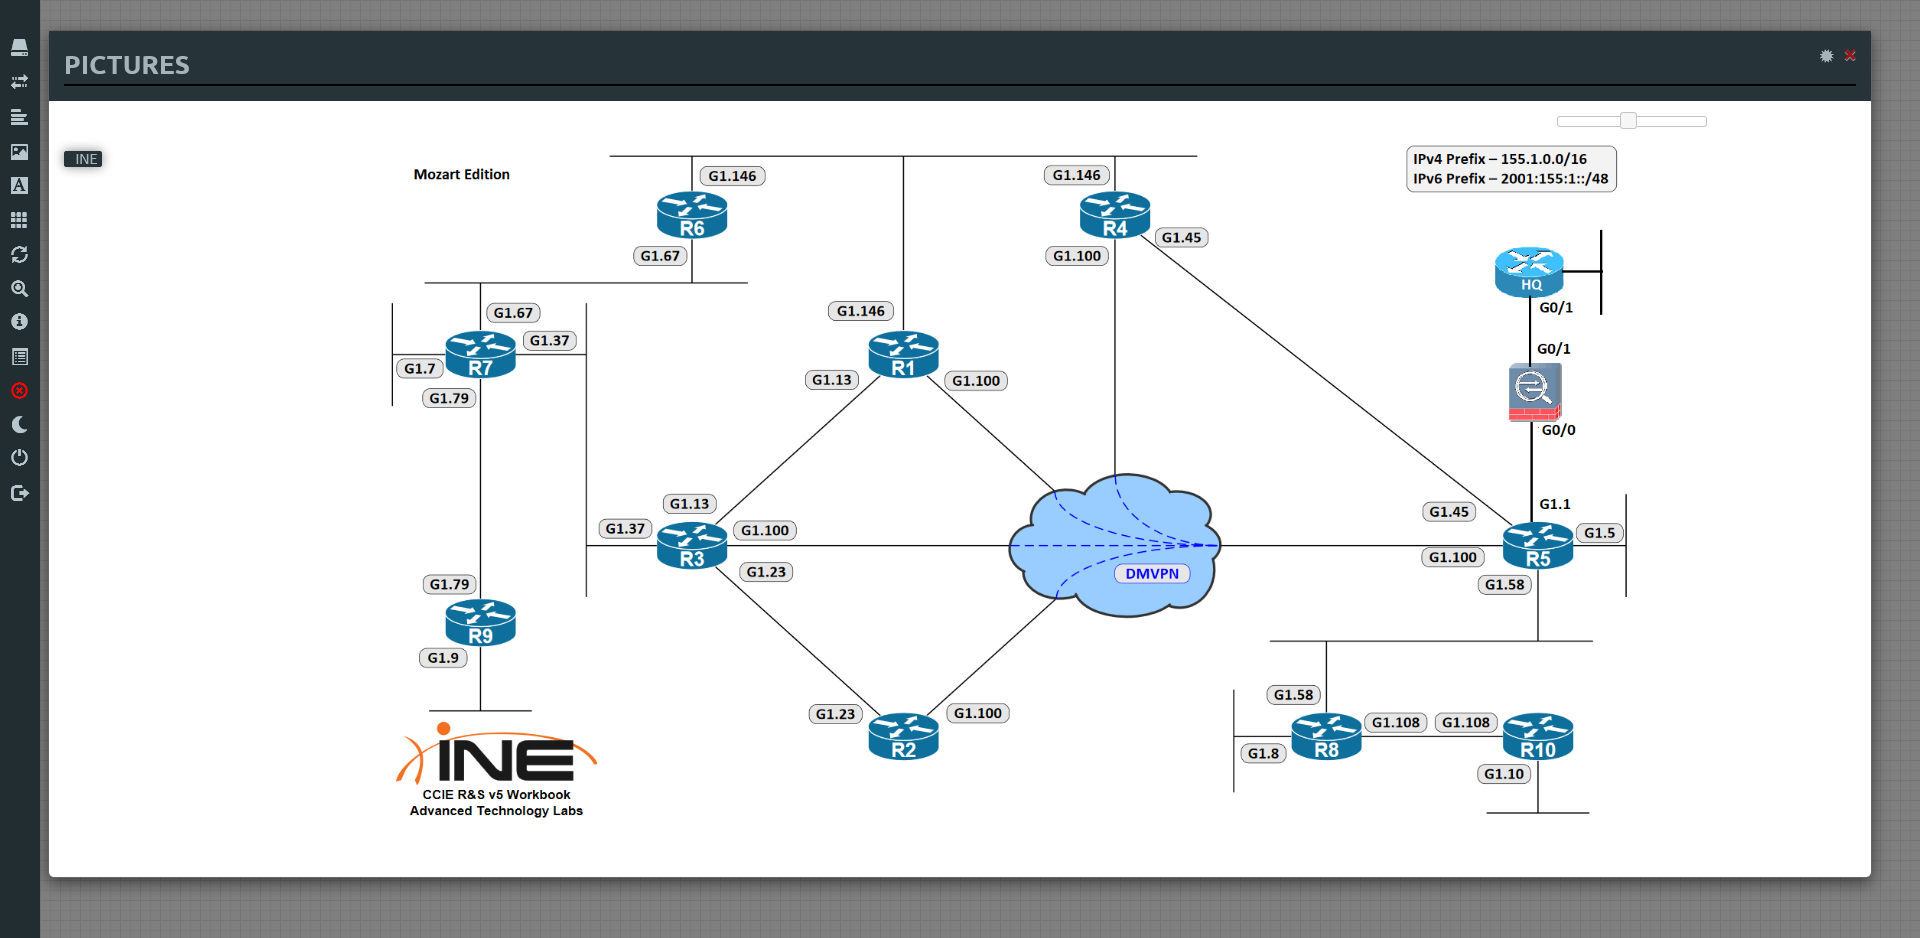 PICTURES
INE
Mozart Edition
IPv4 Prefix – 155.1.0.0/16
IPv6 Prefix – 2001:155:1::/48
G1.146
G1.146
R6
R4
G1.67
G1.100
G1.45
HQ
G0/1
G1.67
G1.146
G1.37
G0/1
G1.7
R7
R1
G1.13
G1.100
G1.79
G0/0
G1.13
G1.1
G1.45
G1.37
G1.100
G1.5
R3
R5
G1.100
G1.23
DMVPN
G1.79
G1.58
R9
G1.9
G1.58
G1.23
G1.100
G1.108
G1.108
R2
R8
R10
G1.8
G1.10
iNE
CCIE R&S v5 Workbook
Advanced Technology Labs